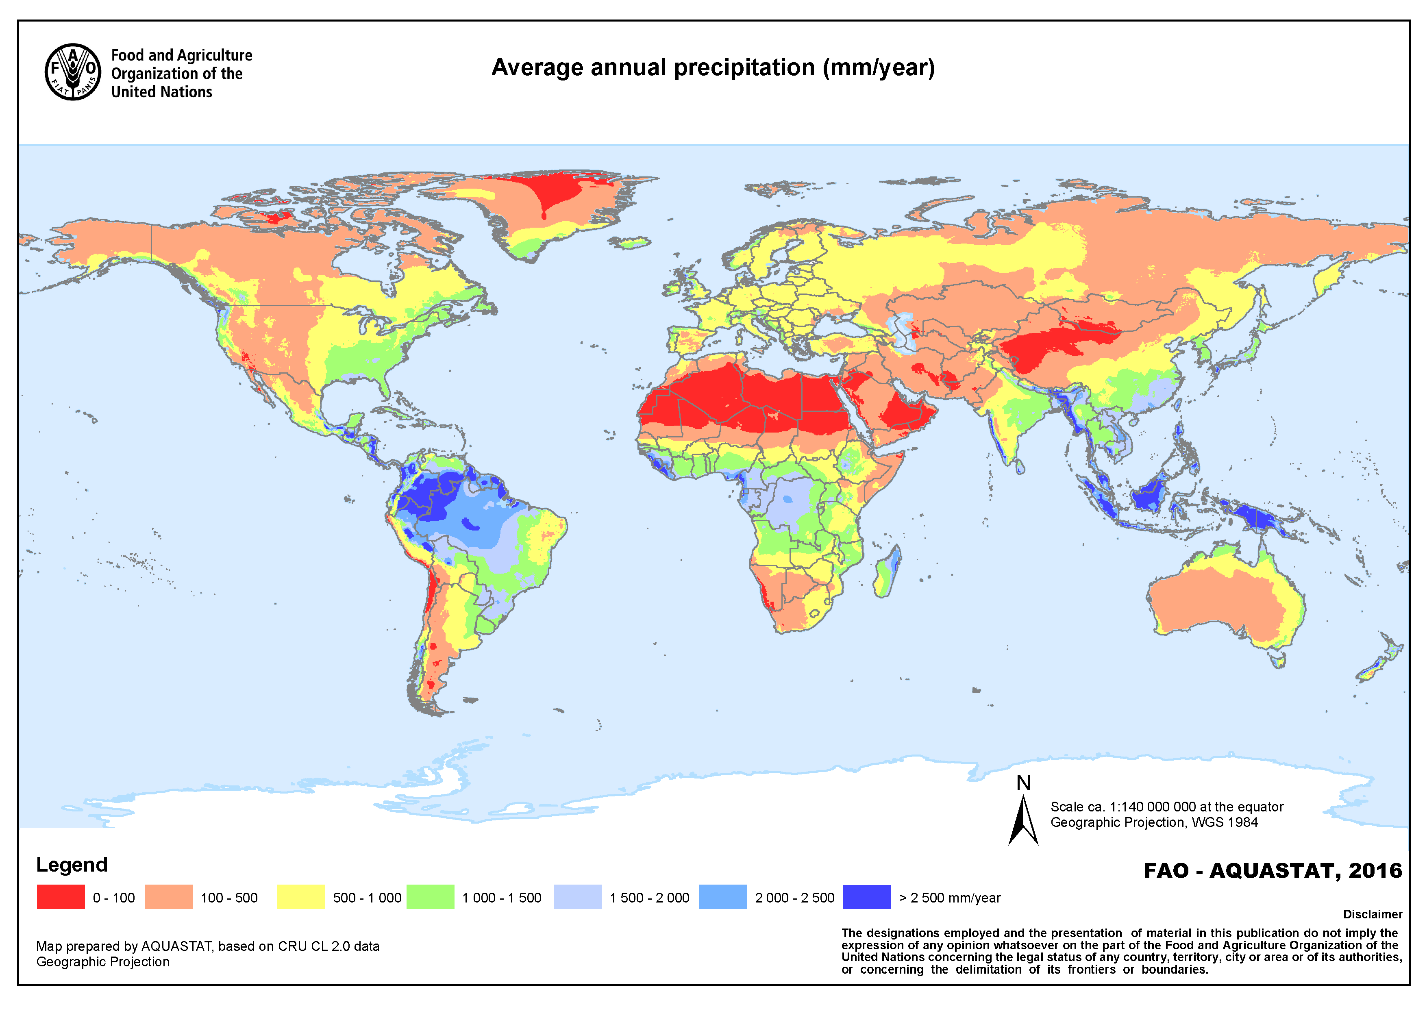 F A O
FIAT PANIS
Food and Agriculture
Organization of the
United Nations
Average annual precipitation (mm/year)
N
Scale ca. 1:140 000 000 at the equator
Geographic Projection, WGS 1984
Legend
FAO - AQUASTAT, 2016
0 - 100 100 - 500 500 - 1 000 1 000 - 1 500 1 500 - 2 000 2 000 - 2 500 > 2 500 mm/year
Disclaimer
Map prepared by AQUASTAT, based on CRU CL 2.0 data
Geographic Projection
The designations employed and the presentation of material in this publication do not imply the
expression of any opinion whatsoever on the part of the Food and Agriculture Organization of the
United Nations concerning the legal status of any country, territory, city or area or of its authorities,
or concerning the delimitation of its frontiers or boundaries.